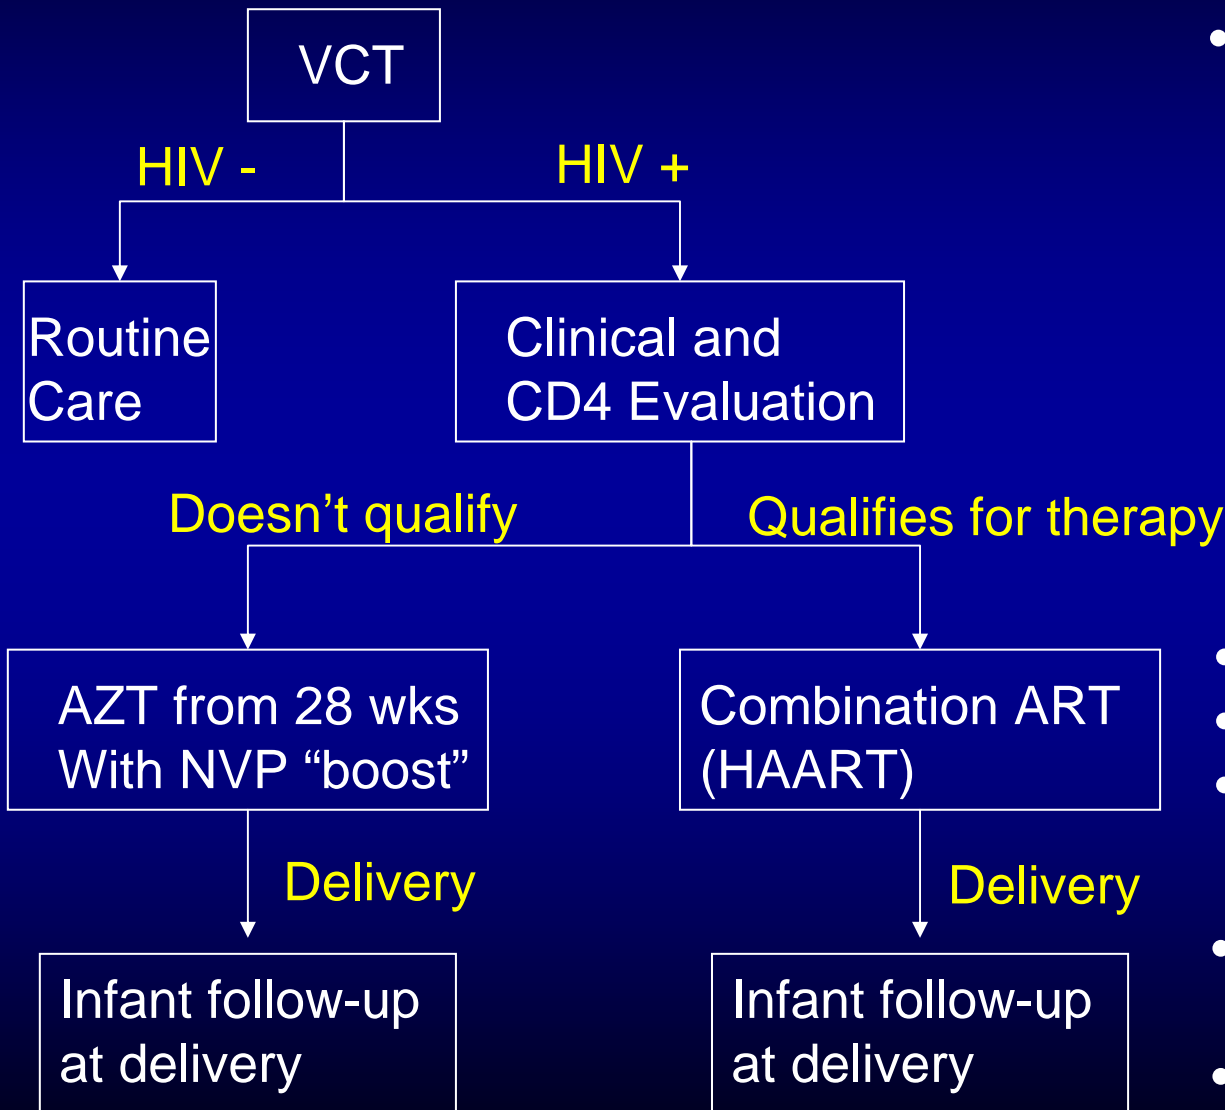 VCT
HIV -
HIV +
Routine
Care
Clinical and
CD4 Evaluation
Doesn't qualify
Qualifies for therapy
AZT from 28 wks
With NVP “boost”
Combination ART
(HAART)
Delivery
Delivery
Infant follow-up
at delivery
Infant follow-up
at delivery